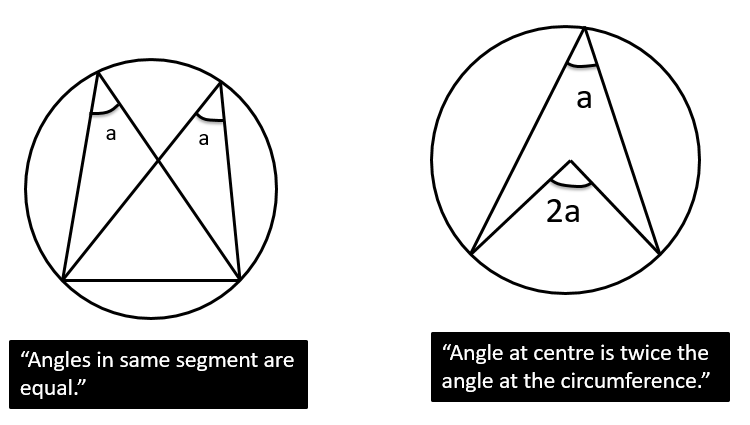 a
a
“Angles in same segment are
equal.”
a
2a
“Angle at centre is twice the
angle at the circumference.”